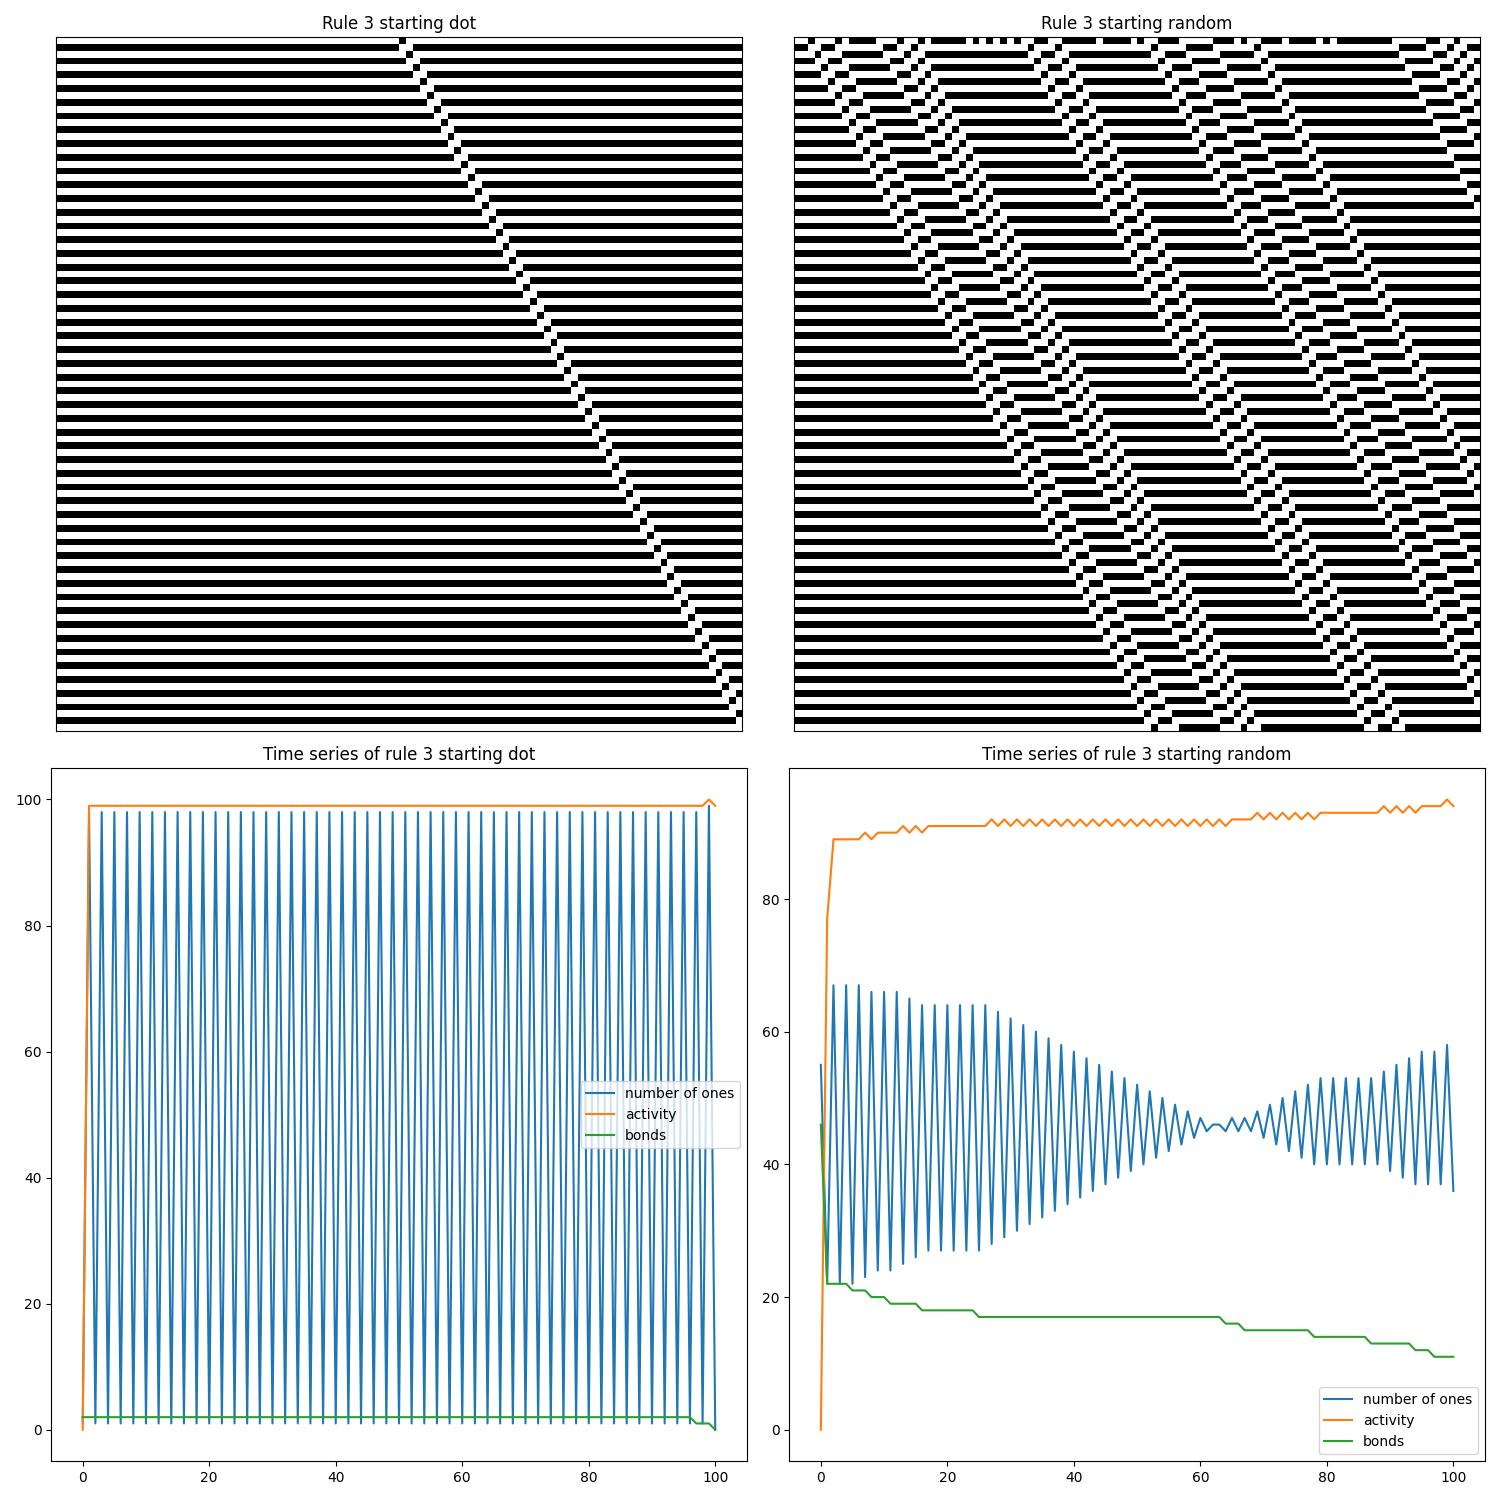 Rule 3 starting dot
Rule 3 starting random
Time series of rule 3 starting dot
100
80
60
40
20
0
0 20 40 60 80 100
number of ones
activity
bonds
Time series of rule 3 starting random
80
60
40
20
0
0 20 40 60 80 100
number of ones
activity
bonds